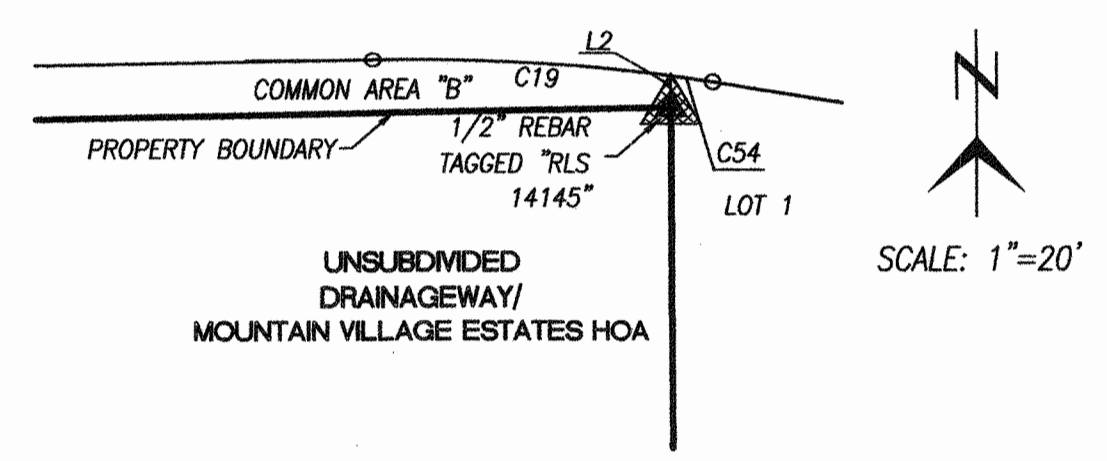 L2
COMMON AREA "B"
C19
N
PROPERTY BOUNDARY
1/2" REBAR
TAGGED "RLS
14145"
C54
LOT 1
SCALE: 1"=20'
UNSUBDIVIDED
DRAINAGEWAY/
MOUNTAIN VILLAGE ESTATES HOA